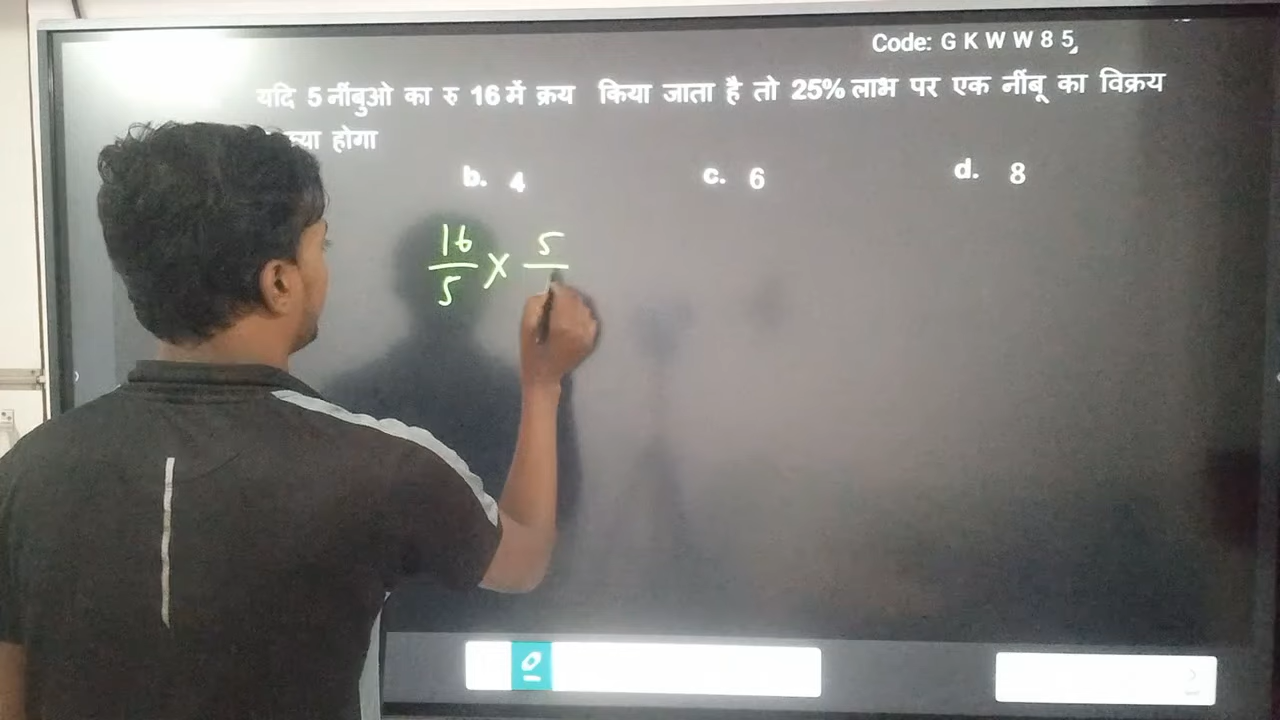 Code: G K W W 8 5
यदि 5 नींबुओ का रु 16 में क्रय किया जाता है तो 25% लाभ पर एक नींबू का विक्रय
होगा
b. 4 c. 6 d. 8
16/5 × 5